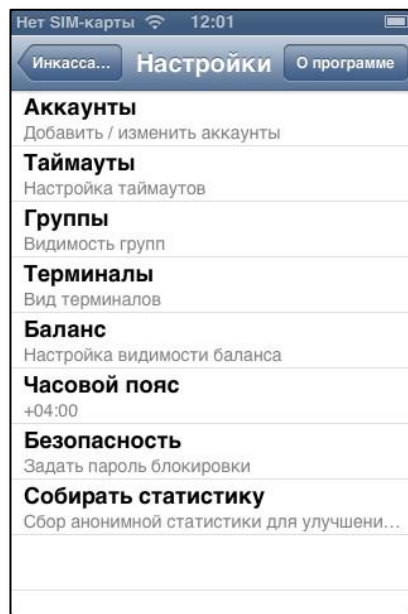 Нет SIM-карты 12:01
Инкасса... Настройки О программе
Аккаунты
Добавить / изменить аккаунты
Таймауты
Настройка таймаутов
Группы
Видимость групп
Терминалы
Вид терминалов
Баланс
Настройка видимости баланса
Часовой пояс
+04:00
Безопасность
Задать пароль блокировки
Собирать статистику
Сбор анонимной статистики для улучшени...